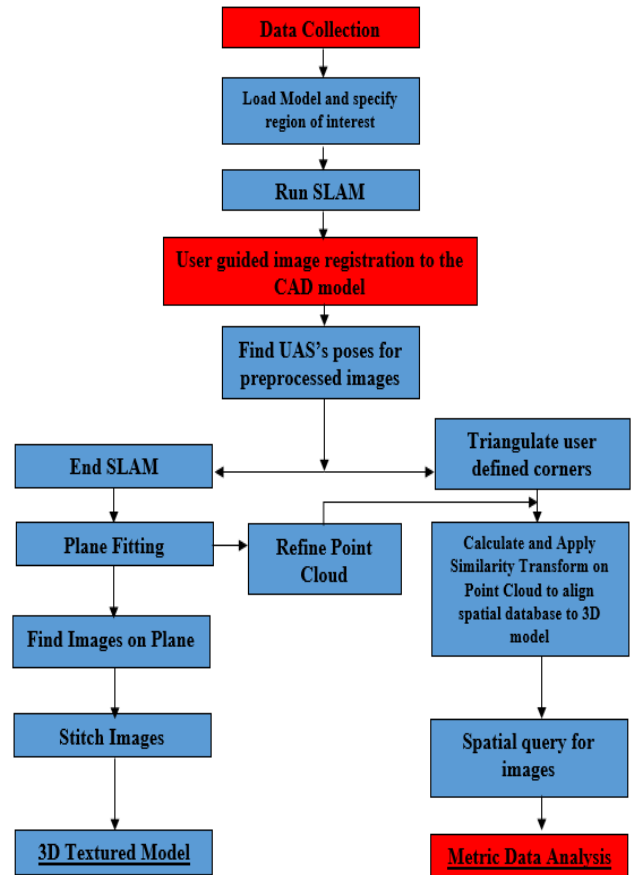 Data Collection
Load Model and specify
region of interest
Run SLAM
User guided image registration to the
CAD model
Find UAS's poses for
preprocessed images
End SLAM
Triangulate user
defined corners
Plane Fitting
Refine Point
Cloud
Calculate and Apply
Similarity Transform on
Point Cloud to align
spatial database to 3D
model
Find Images on Plane
Stitch Images
Spatial query for
images
3D Textured Model
Metric Data Analysis